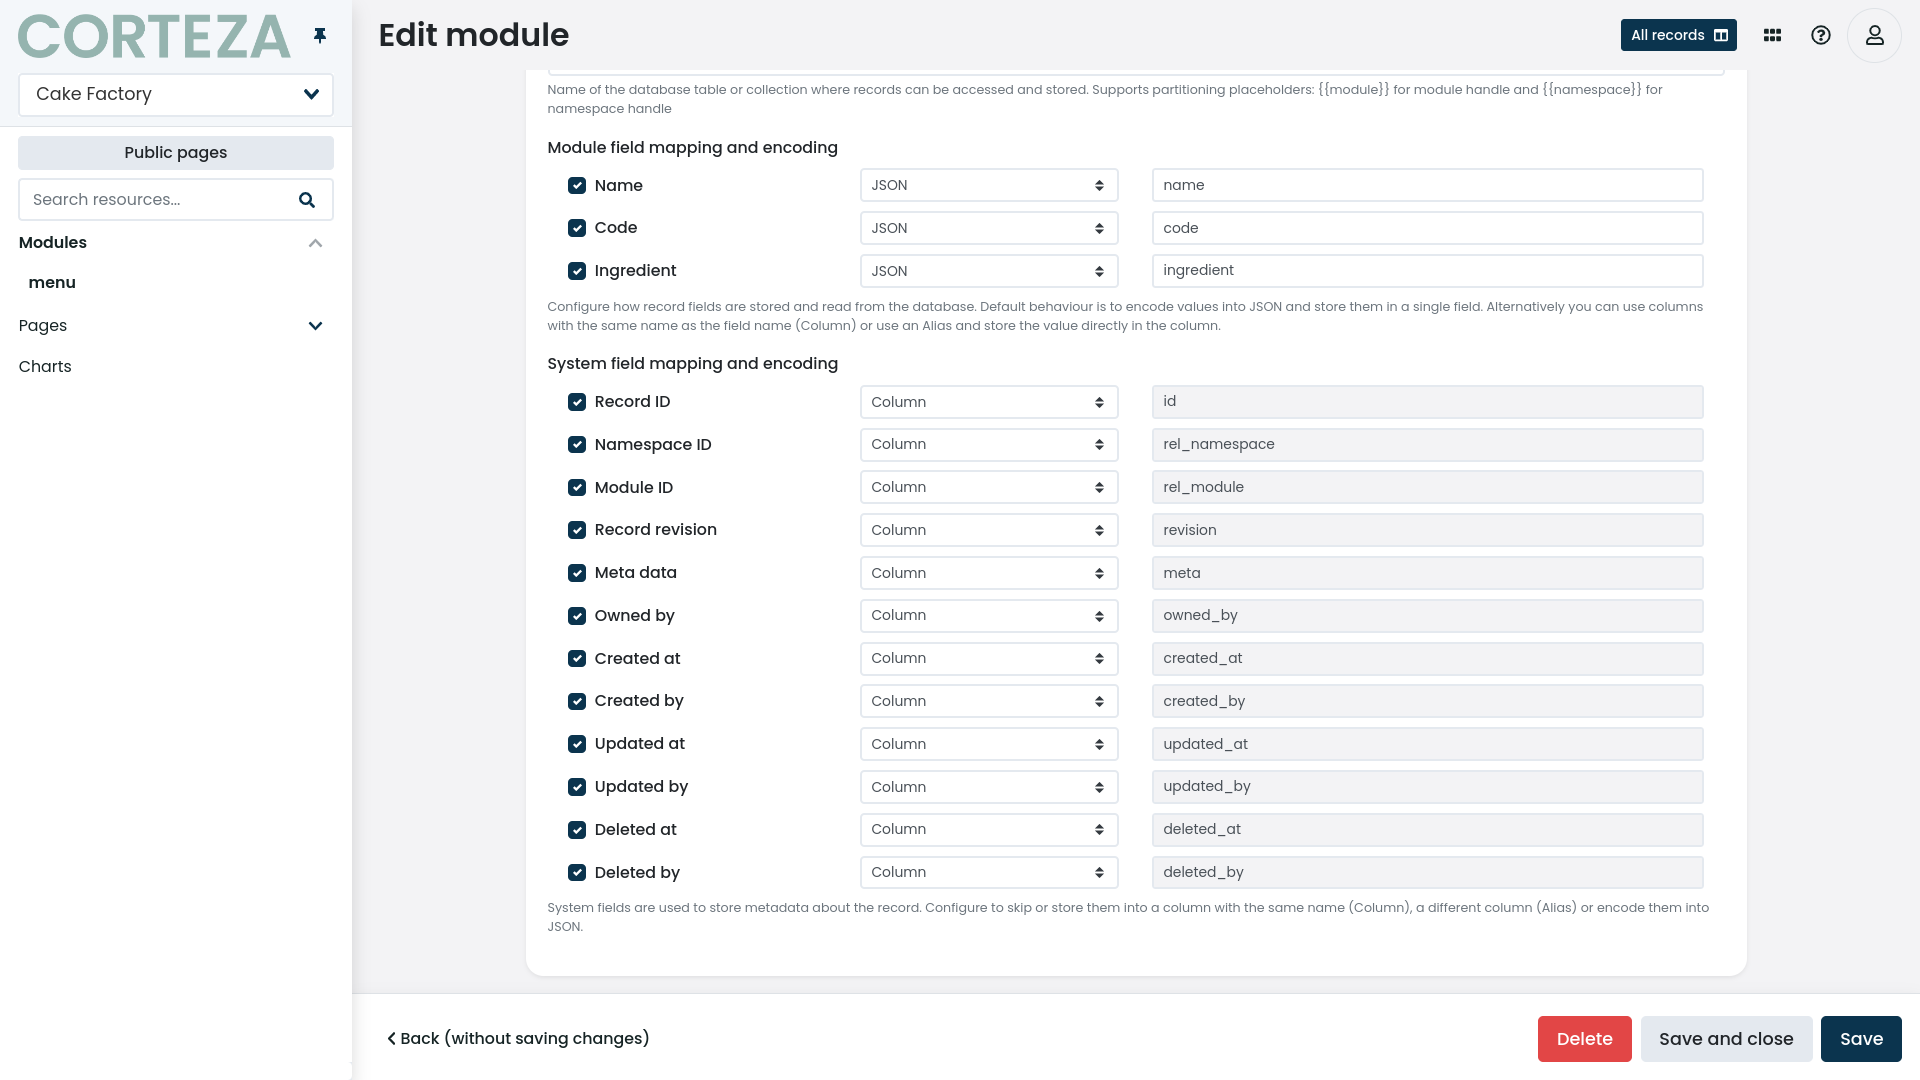 CORTEZA
Edit module
All records
Cake Factory
Public pages
Search resources...
Modules
menu
Pages
Charts
Name of the database table or collection where records can be accessed and stored. Supports partitioning placeholders: {{module}} for module handle and {{namespace}} for
namespace handle
Module field mapping and encoding
Name JSON name
Code JSON code
Ingredient JSON ingredient
Configure how record fields are stored and read from the database. Default behaviour is to encode values into JSON and store them in a single field. Alternatively you can use columns
with the same name as the field name (Column) or use an Alias and store the value directly in the column.
System field mapping and encoding
Record ID Column id
Namespace ID Column rel_namespace
Module ID Column rel_module
Record revision Column revision
Meta data Column meta
Owned by Column owned_by
Created at Column created_at
Created by Column created_by
Updated at Column updated_at
Updated by Column updated_by
Deleted at Column deleted_at
Deleted by Column deleted_by
System fields are used to store metadata about the record. Configure to skip or store them into a column with the same name (Column), a different column (Alias) or encode them into
JSON.
Back (without saving changes)
Delete
Save and close
Save